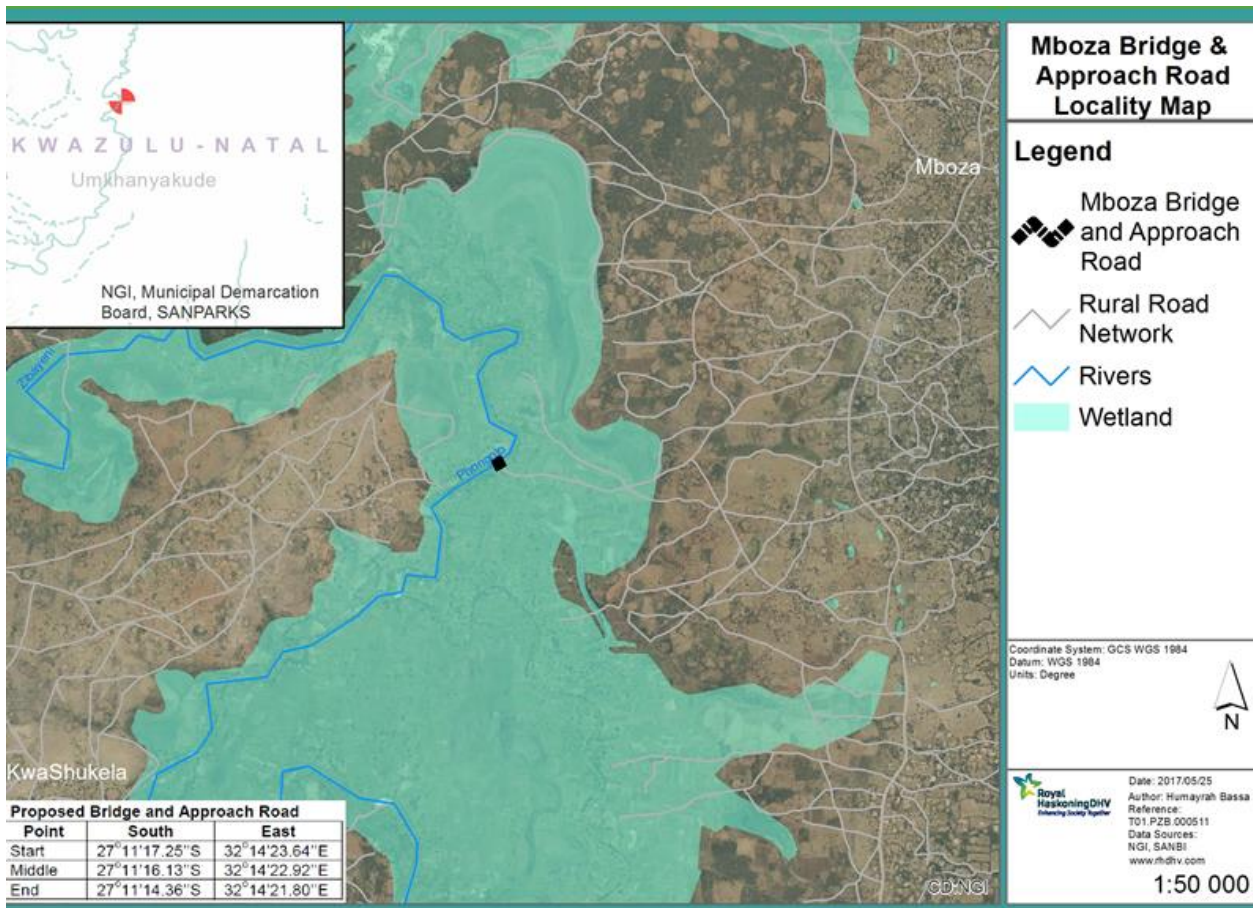 KWAZULU-NATAL
Umkhanyakude
NGI, Municipal Demarcation
Board, SANPARKS
Mboza
Zibayeni
Phongolo
KwaShukela
CD:NGI
Proposed Bridge and Approach Road
Point South East
Start 27°11'17.25"S 32°14'23.64"E
Middle 27°11'16.13"S 32°14'22.92"E
End 27°11'14.36"S 32°14'21.80"E
Mboza Bridge &
Approach Road
Locality Map
Legend
Mboza Bridge
and Approach
Road
Rural Road
Network
Rivers
Wetland
Coordinate System: GCS WGS 1984
Datum: WGS 1984
Units: Degree
N
Royal
HaskoningDHV
Enhancing Society Together
Date: 2017/05/25
Author: Humayrah Bassa
Reference:
T01.PZB.000511
Data Sources:
NGI, SANBI
www.rhdhv.com
1:50 000